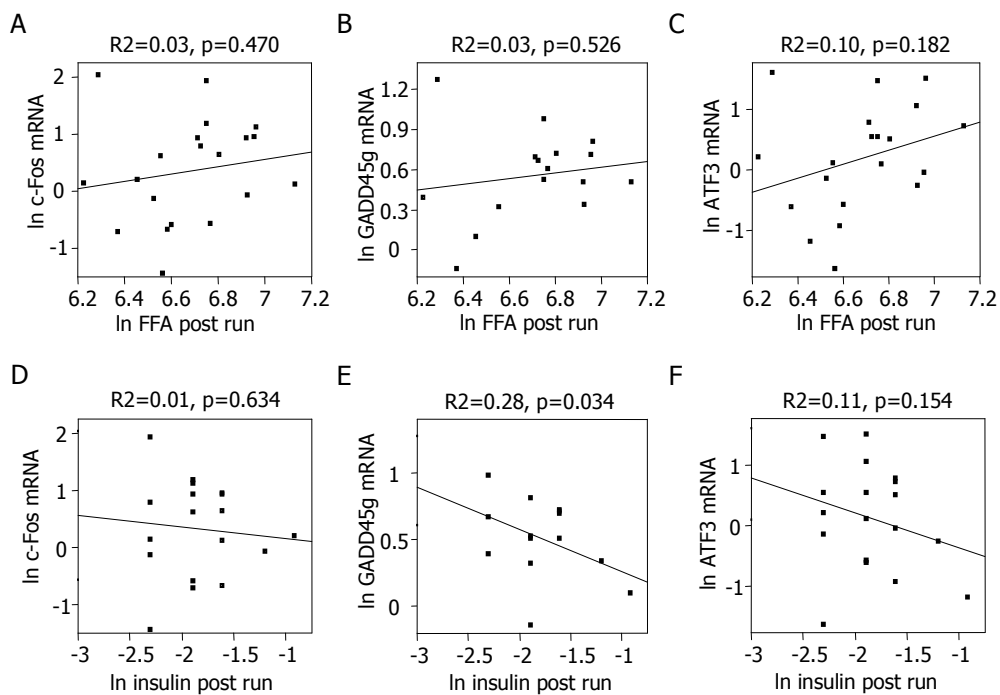 A
B
C
R2=0.03, p=0.470
R2=0.03, p=0.526
R2=0.10, p=0.182
ln c-Fos mRNA
2
1
0
-1
6.2 6.4 6.6 6.8 7 7.2
ln FFA post run
ln GADD45g mRNA
1.2
0.9
0.6
0.3
0
6.2 6.4 6.6 6.8 7 7.2
ln FFA post run
ln ATF3 mRNA
1
0
-1
6.2 6.4 6.6 6.8 7 7.2
ln FFA post run
D
E
F
R2=0.01, p=0.634
R2=0.28, p=0.034
R2=0.11, p=0.154
ln c-Fos mRNA
2
1
0
-1
-3 -2.5 -2 -1.5 -1
ln insulin post run
ln GADD45g mRNA
1
0.5
0
-3 -2.5 -2 -1.5 -1
ln insulin post run
ln ATF3 mRNA
1
0
-1
-3 -2.5 -2 -1.5 -1
ln insulin post run